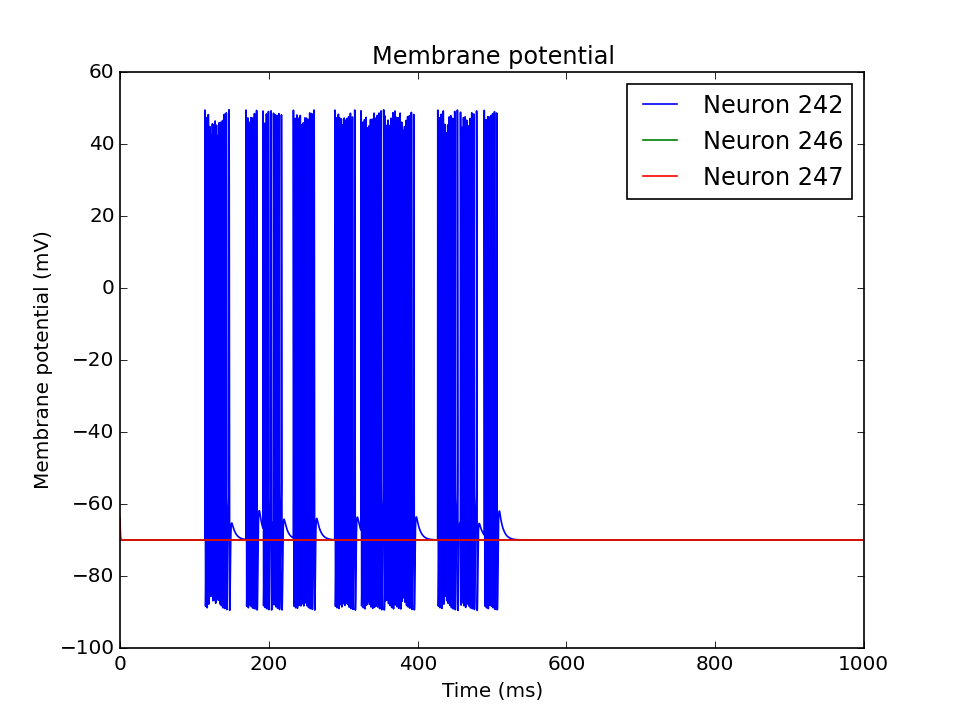 Membrane potential
60
40
20
0
−20
−40
−60
−80
−100
Membrane potential (mV)
Neuron 242
Neuron 246
Neuron 247
0 200 400 600 800 1000
Time (ms)